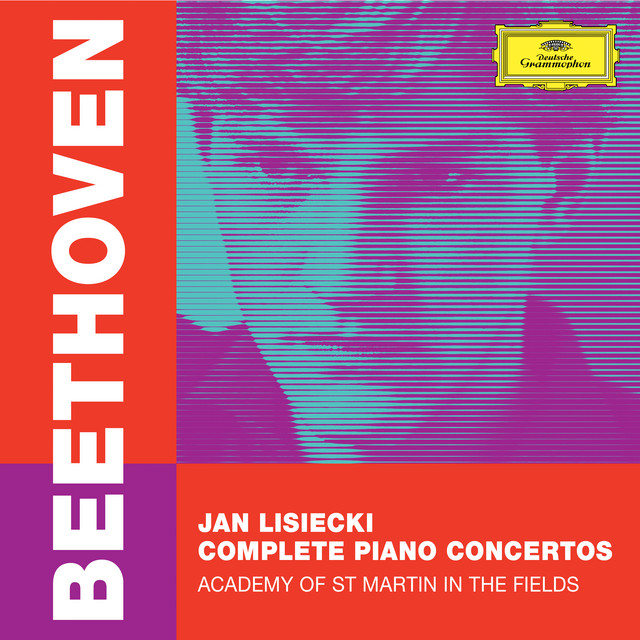 BEETHOVEN
Deutsche
Grammophon
JAN LISIECKI
COMPLETE PIANO CONCERTOS
ACADEMY OF ST MARTIN IN THE FIELDS